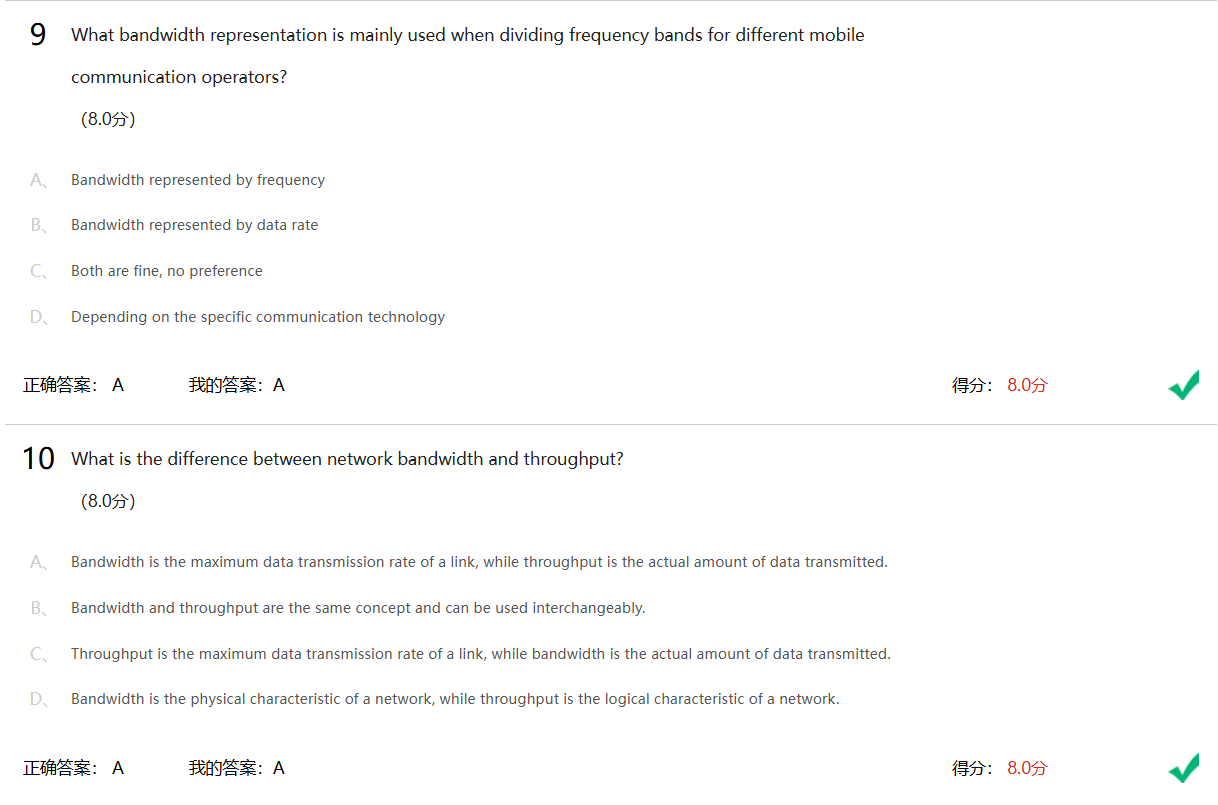 9 What bandwidth representation is mainly used when dividing frequency bands for different mobile
communication operators?
(8.0分)
A、 Bandwidth represented by frequency
B、 Bandwidth represented by data rate
C、 Both are fine, no preference
D、 Depending on the specific communication technology
正确答案： A 我的答案：A 得分： 8.0分
10 What is the difference between network bandwidth and throughput?
(8.0分)
A、 Bandwidth is the maximum data transmission rate of a link, while throughput is the actual amount of data transmitted.
B、 Bandwidth and throughput are the same concept and can be used interchangeably.
C、 Throughput is the maximum data transmission rate of a link, while bandwidth is the actual amount of data transmitted.
D、 Bandwidth is the physical characteristic of a network, while throughput is the logical characteristic of a network.
正确答案： A 我的答案：A 得分： 8.0分